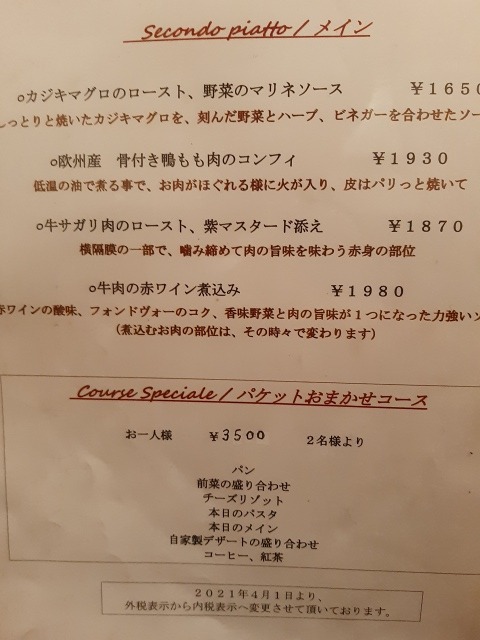 Secondo piatto / メイン
○カジキマグロのロースト、野菜のマリネソース ￥１６５０
しっとりと焼いたカジキマグロを、刻んだ野菜とハーブ、ビネガーを合わせたソー
○欧州産 骨付き鴨もも肉のコンフィ ￥１９３０
低温の油で煮る事で、お肉がほぐれる様に火が入り、皮はパリっと焼いて
○牛サガリ肉のロースト、紫マスタード添え ￥１８７０
横隔膜の一部で、噛み締めて肉の旨味を味わう赤身の部位
○牛肉の赤ワイン煮込み ￥１９８０
赤ワインの酸味、フォンドヴォーのコク、香味野菜と肉の旨味が１つになった力強い
（煮込むお肉の部位は、その時々で変わります）
Course Speciale / パケットおまかせコース
お一人様 ￥3500 ２名様より
パン
前菜の盛り合わせ
チーズリゾット
本日のパスタ
本日のメイン
自家製デザートの盛り合わせ
コーヒー、紅茶
２０２１年４月１日より、
外税表示から内税表示へ変更させて頂いております。